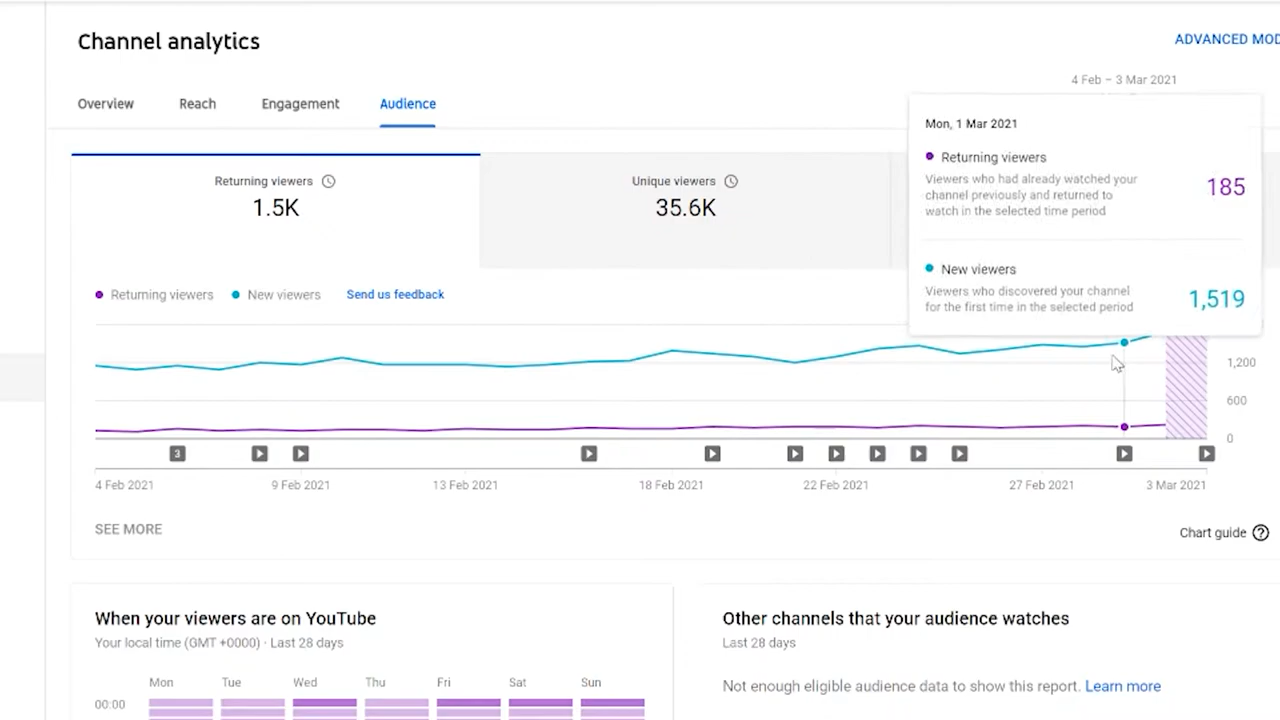 Channel analytics
ADVANCED MOD
4 Feb – 3 Mar 2021
Overview Reach Engagement Audience
Mon, 1 Mar 2021
Returning viewers
Viewers who had already watched your
channel previously and returned to
watch in the selected time period
185
New viewers
Viewers who discovered your channel
for the first time in the selected period
1,519
Returning viewers
1.5K
Unique viewers
35.6K
Returning viewers New viewers Send us feedback
1,200
600
0
3
4 Feb 2021 9 Feb 2021 13 Feb 2021 18 Feb 2021 22 Feb 2021 27 Feb 2021 3 Mar 2021
SEE MORE
Chart guide ?
When your viewers are on YouTube
Your local time (GMT +0000) · Last 28 days
Mon Tue Wed Thu Fri Sat Sun
00:00
Other channels that your audience watches
Last 28 days
Not enough eligible audience data to show this report. Learn more